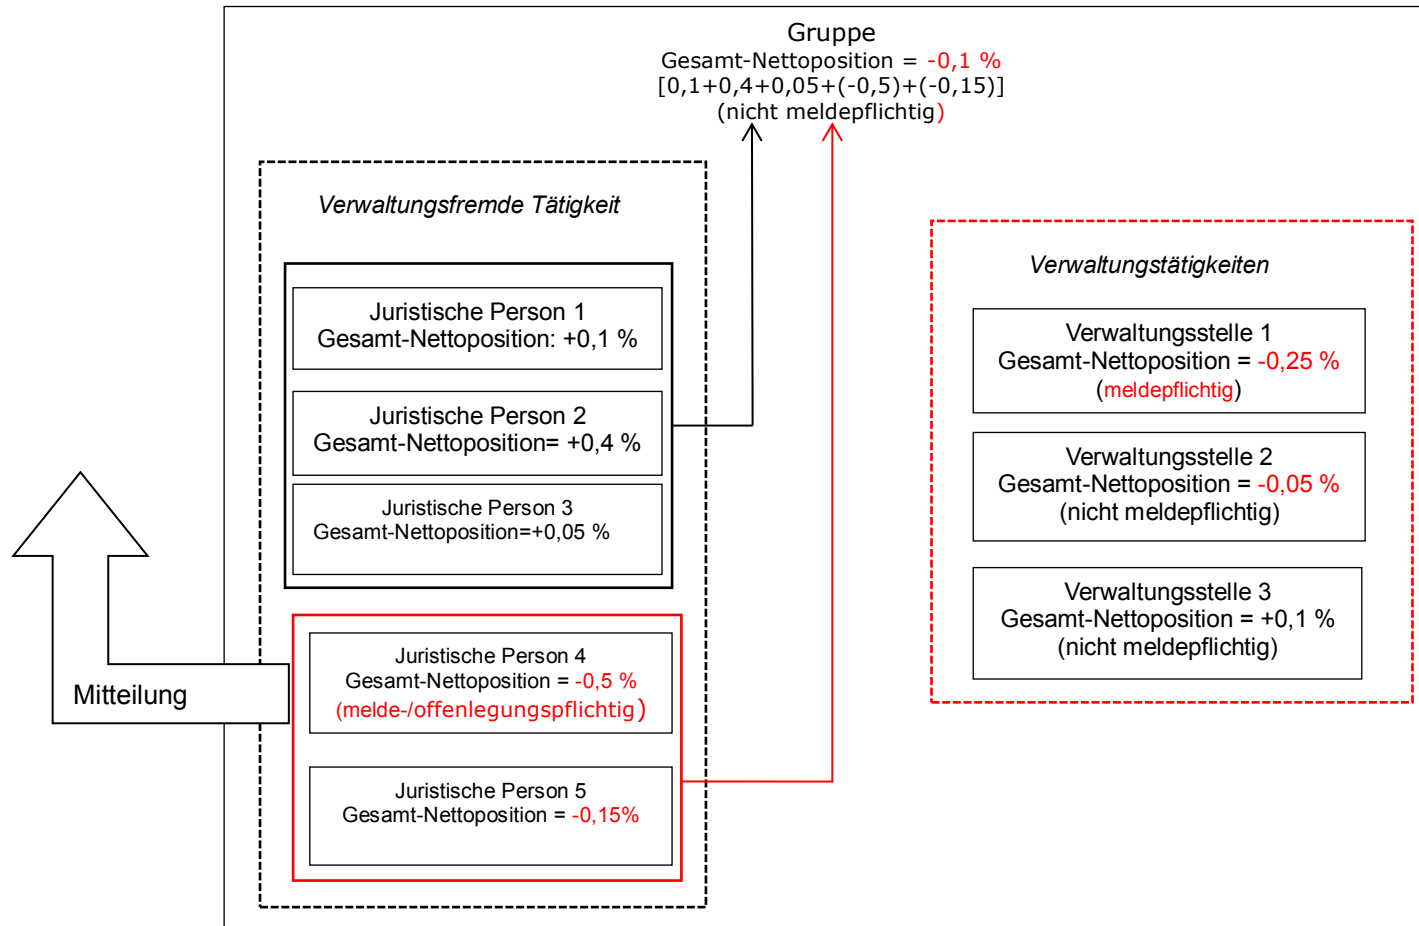 Gruppe
Gesamt-Nettoposition = -0,1 %
[0,1+0,4+0,05+(-0,5)+(-0,15)]
(nicht meldepflichtig)
Verwaltungsfremde Tätigkeit
Juristische Person 1
Gesamt-Nettoposition: +0,1 %
Juristische Person 2
Gesamt-Nettoposition= +0,4 %
Juristische Person 3
Gesamt-Nettoposition=+0,05 %
Juristische Person 4
Gesamt-Nettoposition = -0,5 %
(melde-/offenlegungspflichtig)
Juristische Person 5
Gesamt-Nettoposition = -0,15%
Mitteilung
Verwaltungstätigkeiten
Verwaltungsstelle 1
Gesamt-Nettoposition = -0,25 %
(meldepflichtig)
Verwaltungsstelle 2
Gesamt-Nettoposition = -0,05 %
(nicht meldepflichtig)
Verwaltungsstelle 3
Gesamt-Nettoposition = +0,1 %
(nicht meldepflichtig)